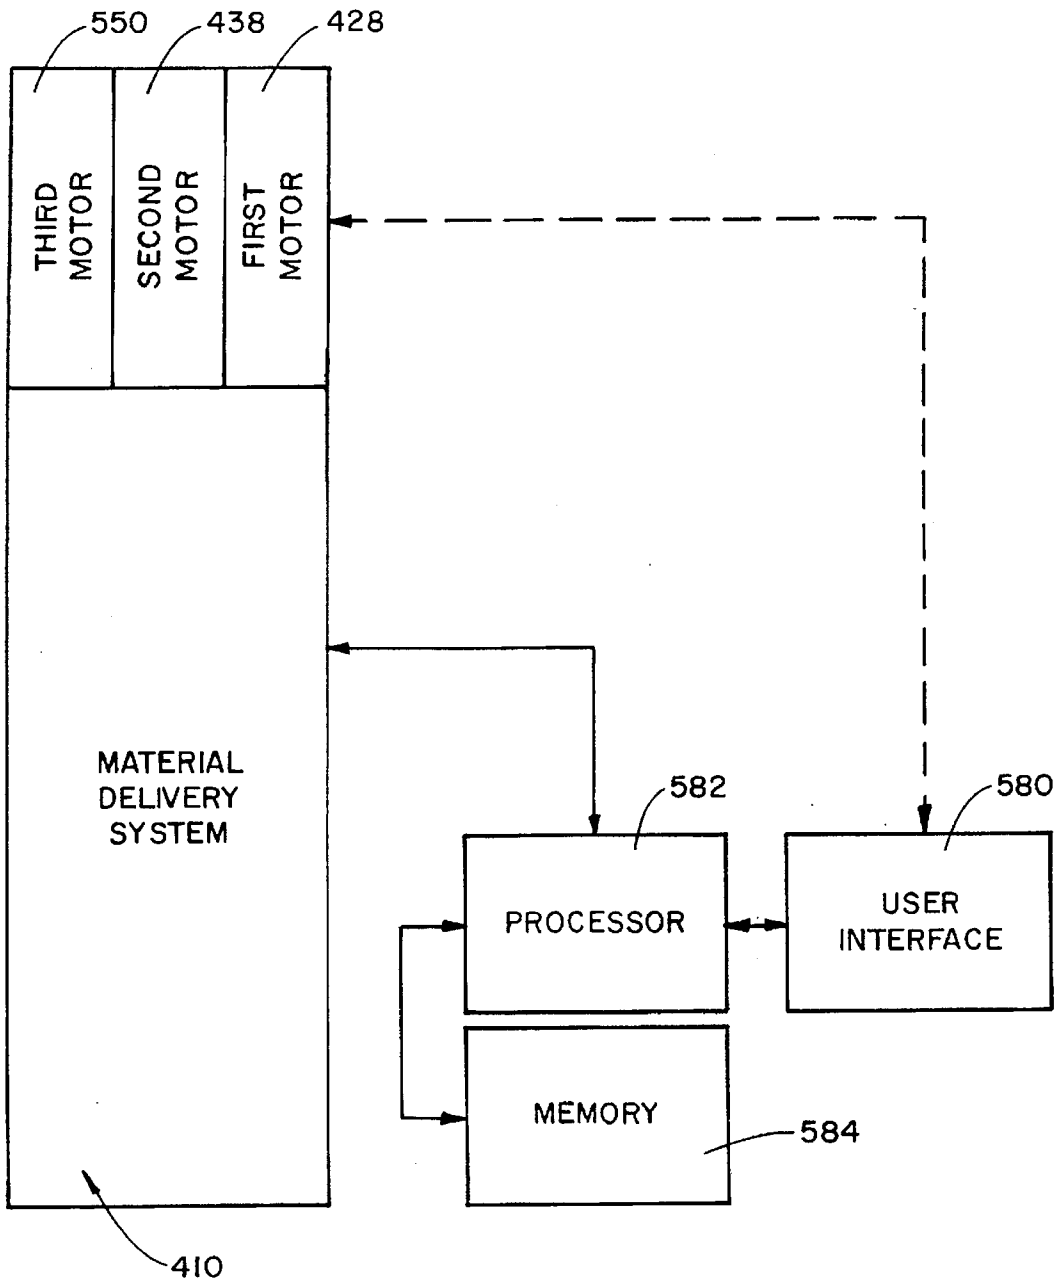 550
438
428
THIRD
MOTOR
SECOND
MOTOR
FIRST
MOTOR
MATERIAL
DELIVERY
SYSTEM
582
580
PROCESSOR
USER
INTERFACE
MEMORY
584
410